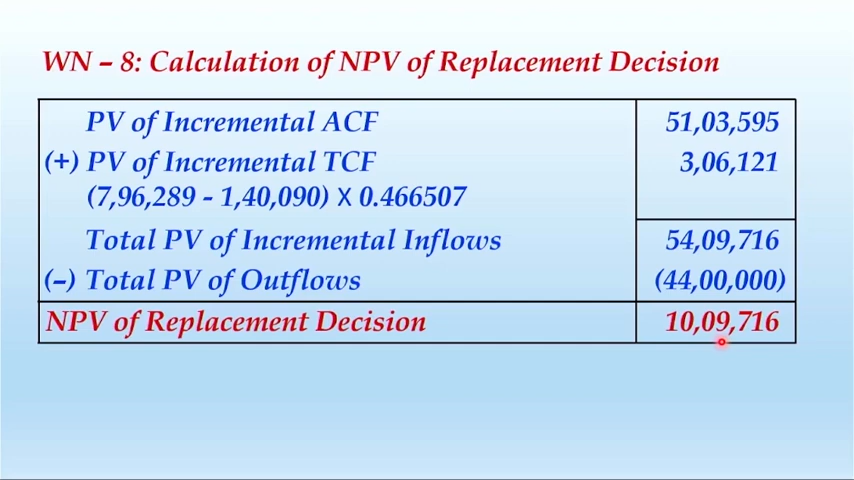 WN – 8: Calculation of NPV of Replacement Decision
PV of Incremental ACF 51,03,595
(+) PV of Incremental TCF 3,06,121
(7,96,289 - 1,40,090) X 0.466507
Total PV of Incremental Inflows 54,09,716
(–) Total PV of Outflows (44,00,000)
NPV of Replacement Decision 10,09,716